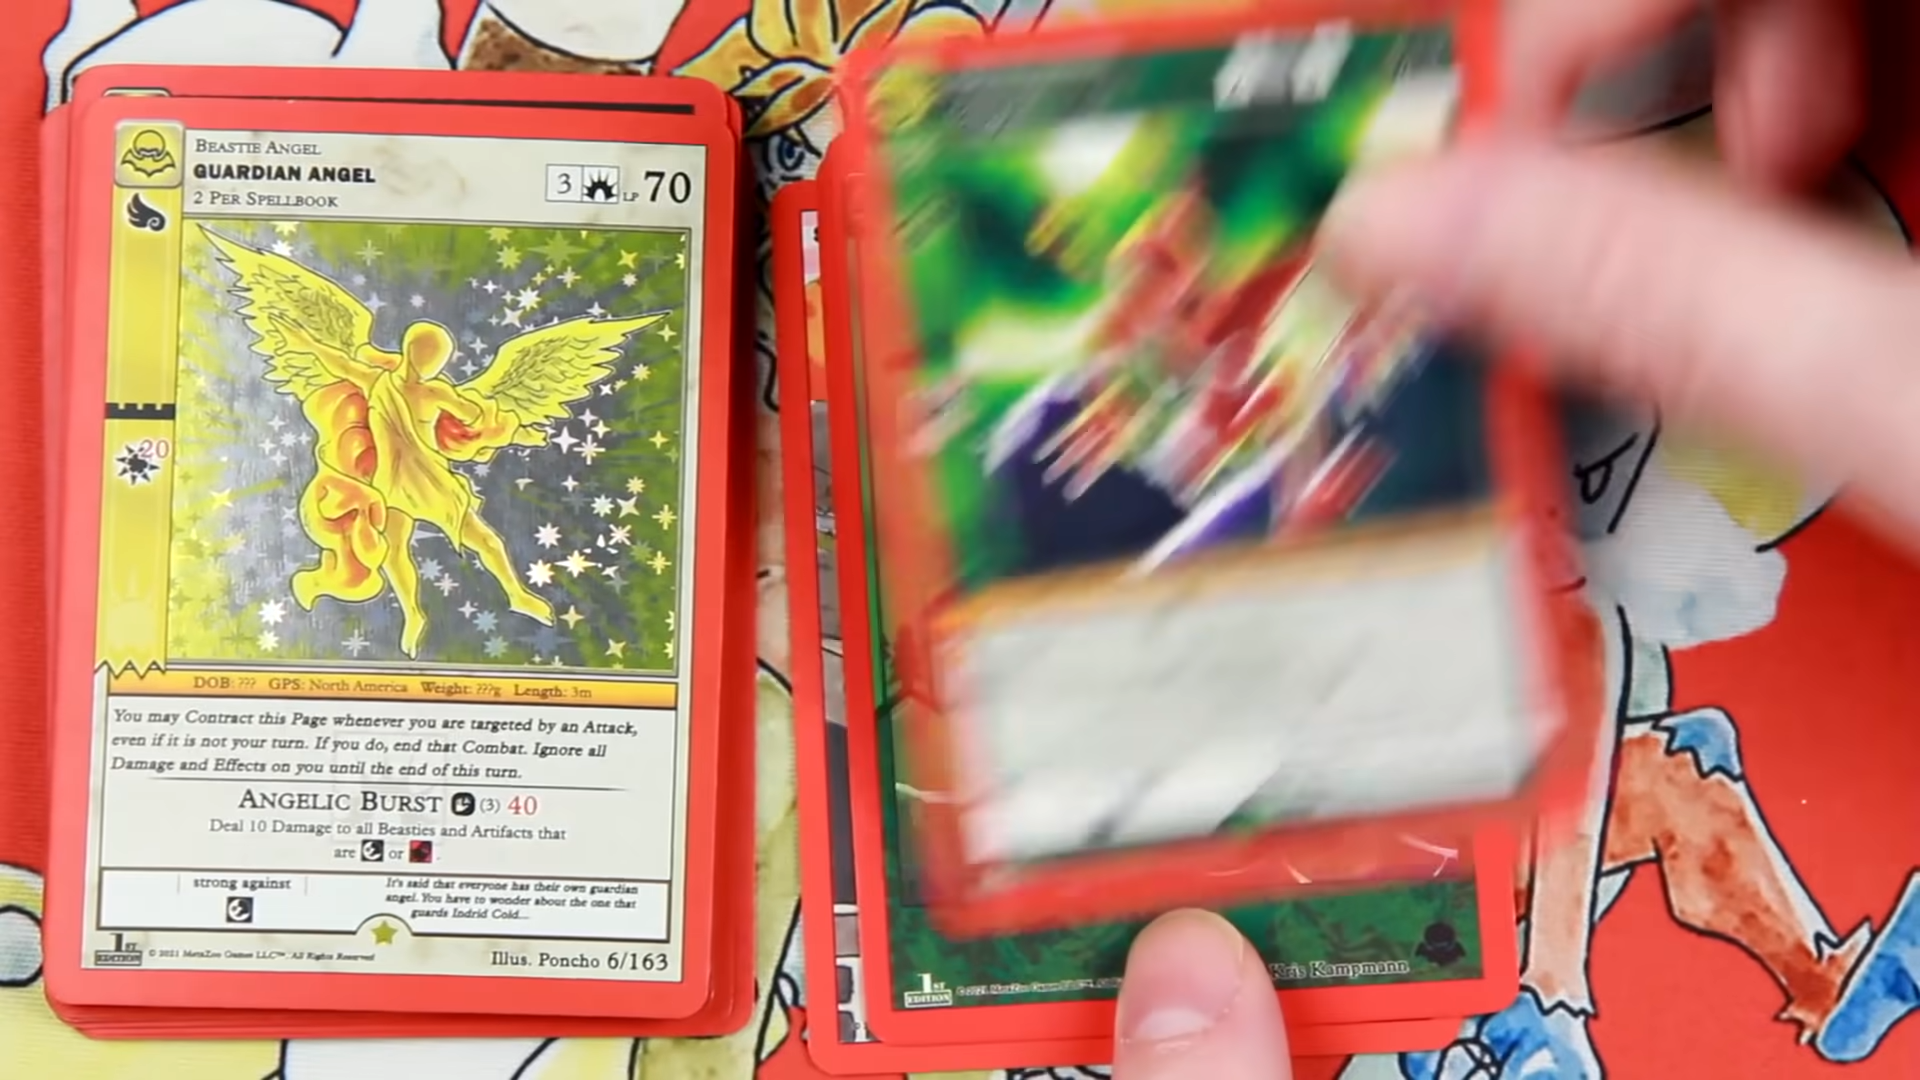 BEASTIE ANGEL
GUARDIAN ANGEL
2 PER SPELLBOOK
3 LP 70
20
DOB: ??? GPS: North America Weight: ???g Length: 3m
You may Contract this Page whenever you are targeted by an Attack,
even if it is not your turn. If you do, end that Combat. Ignore all
Damage and Effects on you until the end of this turn.
ANGELIC BURST (3) 40
Deal 10 Damage to all Beasties and Artifacts that
are or .
strong against
It's said that everyone has their own guardian
angel. You have to wonder about the one that
guards Indrid Cold...
1ST
EDITION
© 2021 MetaZoo Games LLC™. All Rights Reserved
Illus. Poncho 6/163
1ST
EDITION
© 2021 MetaZoo Games LLC™.
Kris Kampmann